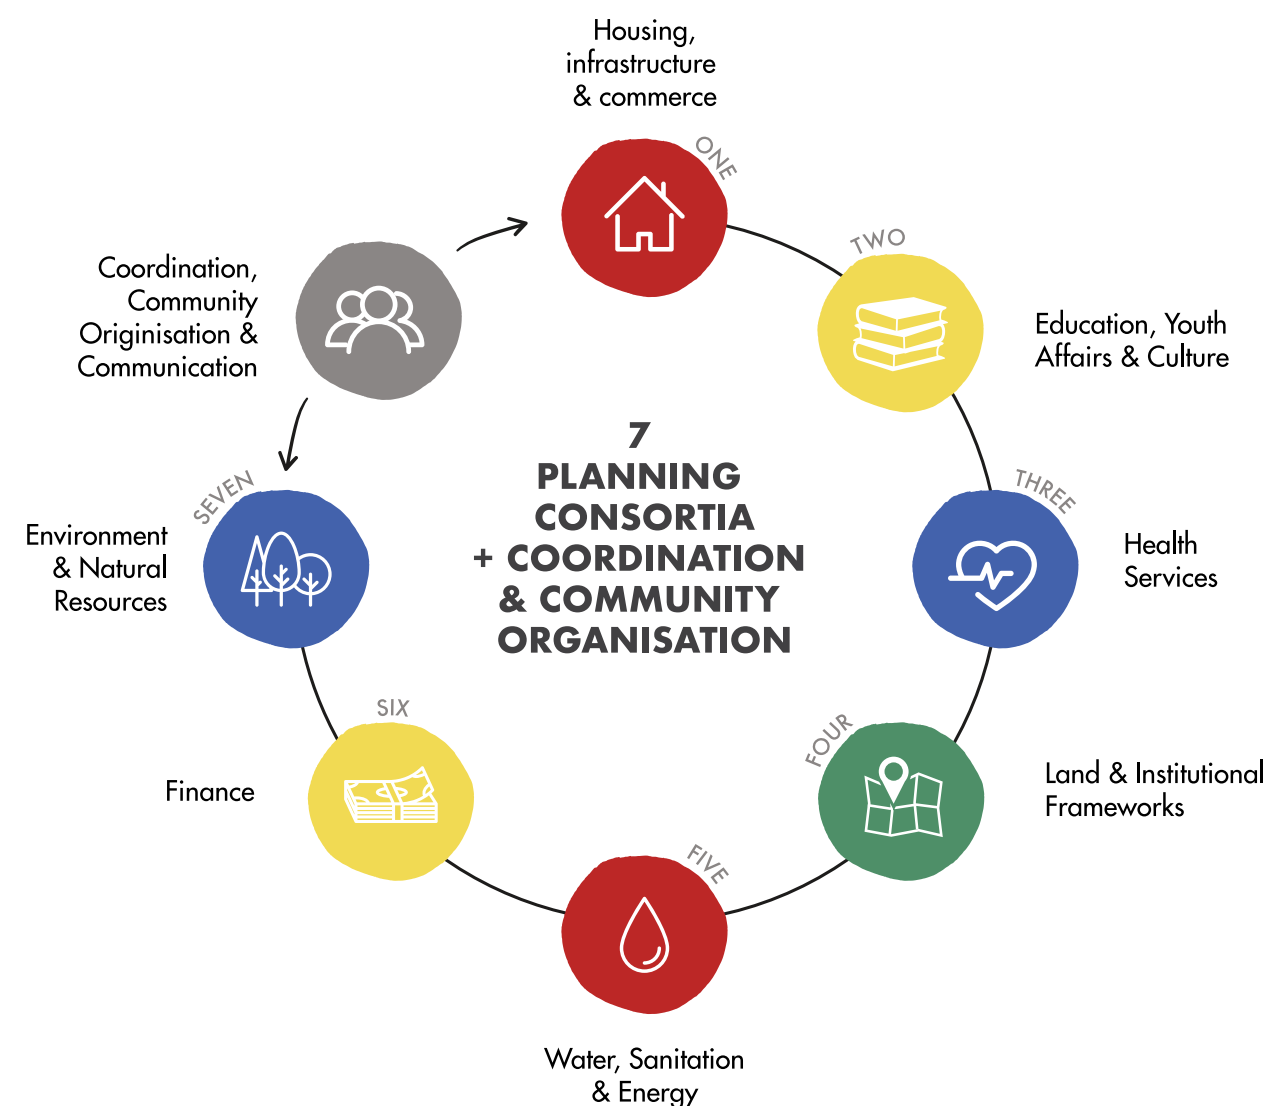 Housing,
infrastructure
& commerce
ONE
TWO
Education, Youth
Affairs & Culture
THREE
Health
Services
FOUR
Land & Institutional
Frameworks
FIVE
Water, Sanitation
& Energy
SIX
Finance
SEVEN
Environment
& Natural
Resources
Coordination,
Community
Originisation &
Communication
7
PLANNING
CONSORTIA
+ COORDINATION
& COMMUNITY
ORGANISATION